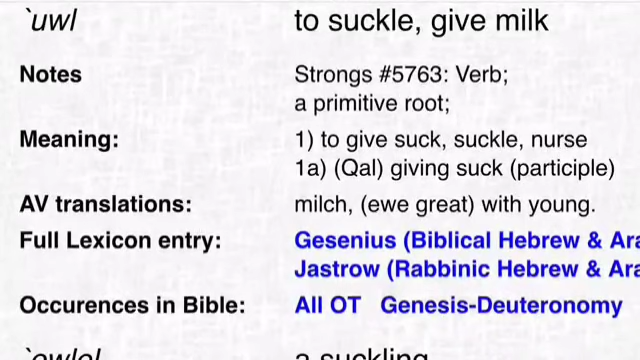 `uwl to suckle, give milk
Notes Strongs #5763: Verb;
a primitive root;
Meaning: 1) to give suck, suckle, nurse
1a) (Qal) giving suck (participle)
AV translations: milch, (ewe great) with young.
Full Lexicon entry: Gesenius (Biblical Hebrew & Ara
Jastrow (Rabbinic Hebrew & Ara
Occurences in Bible: All OT Genesis-Deuteronomy
`owlel a suckling